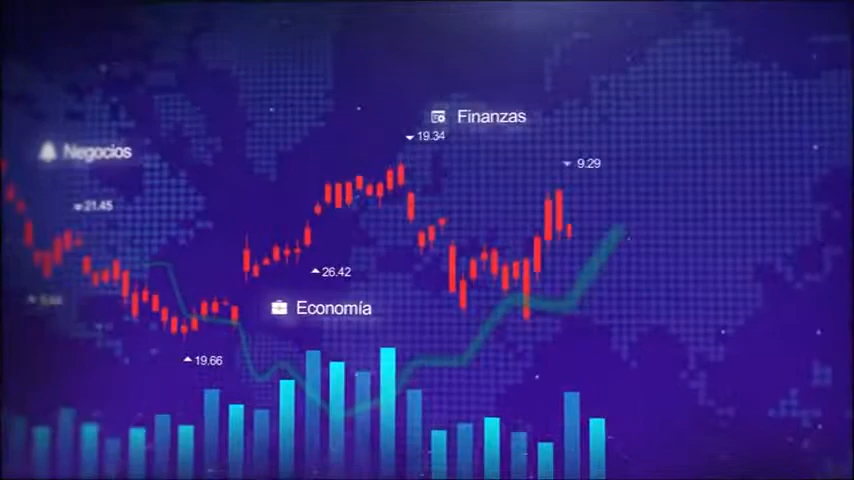 Finanzas
19.34
Negocios
9.29
21.45
26.42
Economía
19.66